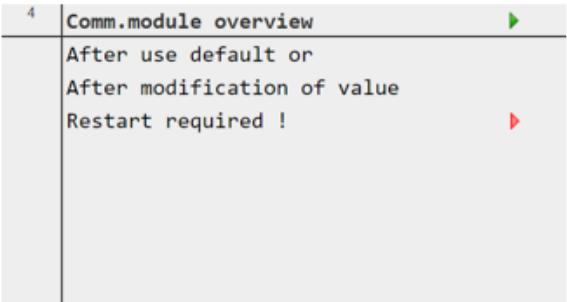 4
Comm.module overview
After use default or
After modification of value
Restart required !